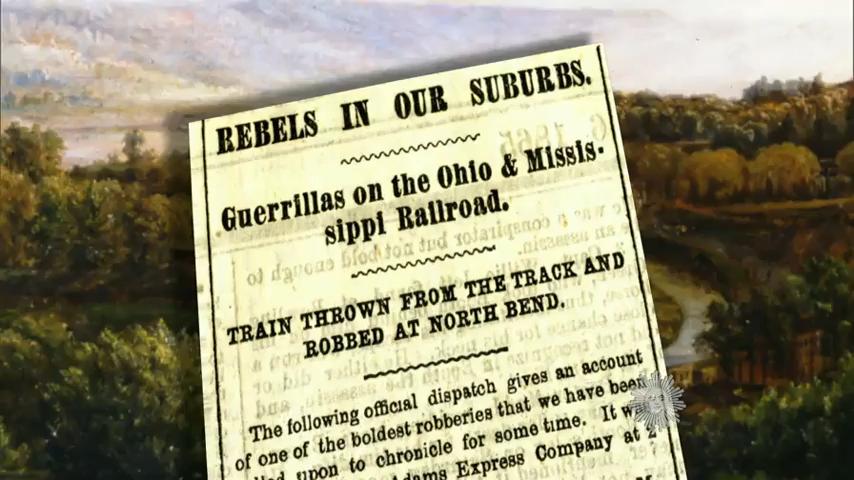 REBELS IN OUR SUBURBS.
Guerrillas on the Ohio & Missis-
sippi Railroad.
TRAIN THROWN FROM THE TRACK AND
ROBBED AT NORTH BEND.
The following official dispatch gives an account
of one of the boldest robberies that we have been
upon to chronicle for some time. It
Adams Express Company at